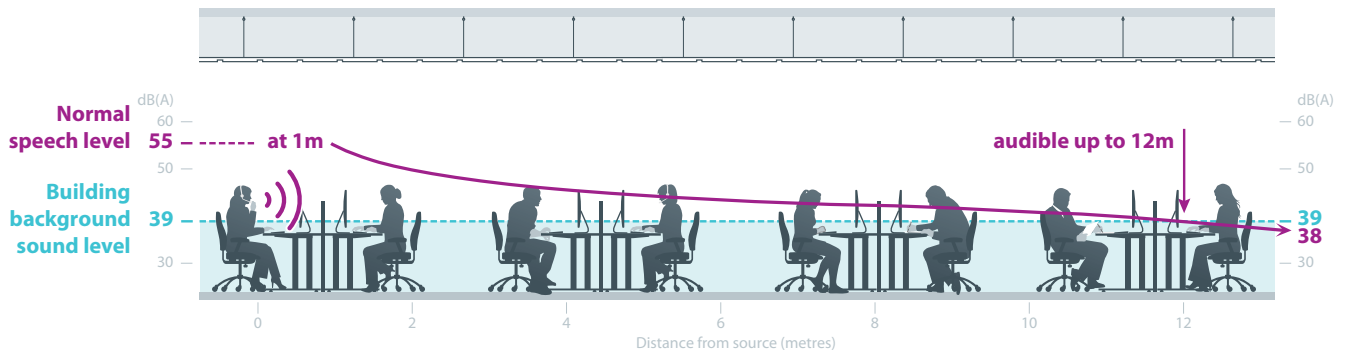 dB(A)
dB(A)
60
60
Normal
speech level
55
at 1m
audible up to 12m
50
50
Building
background
sound level
39
39
38
30
30
0
2
4
6
8
10
12
Distance from source (metres)